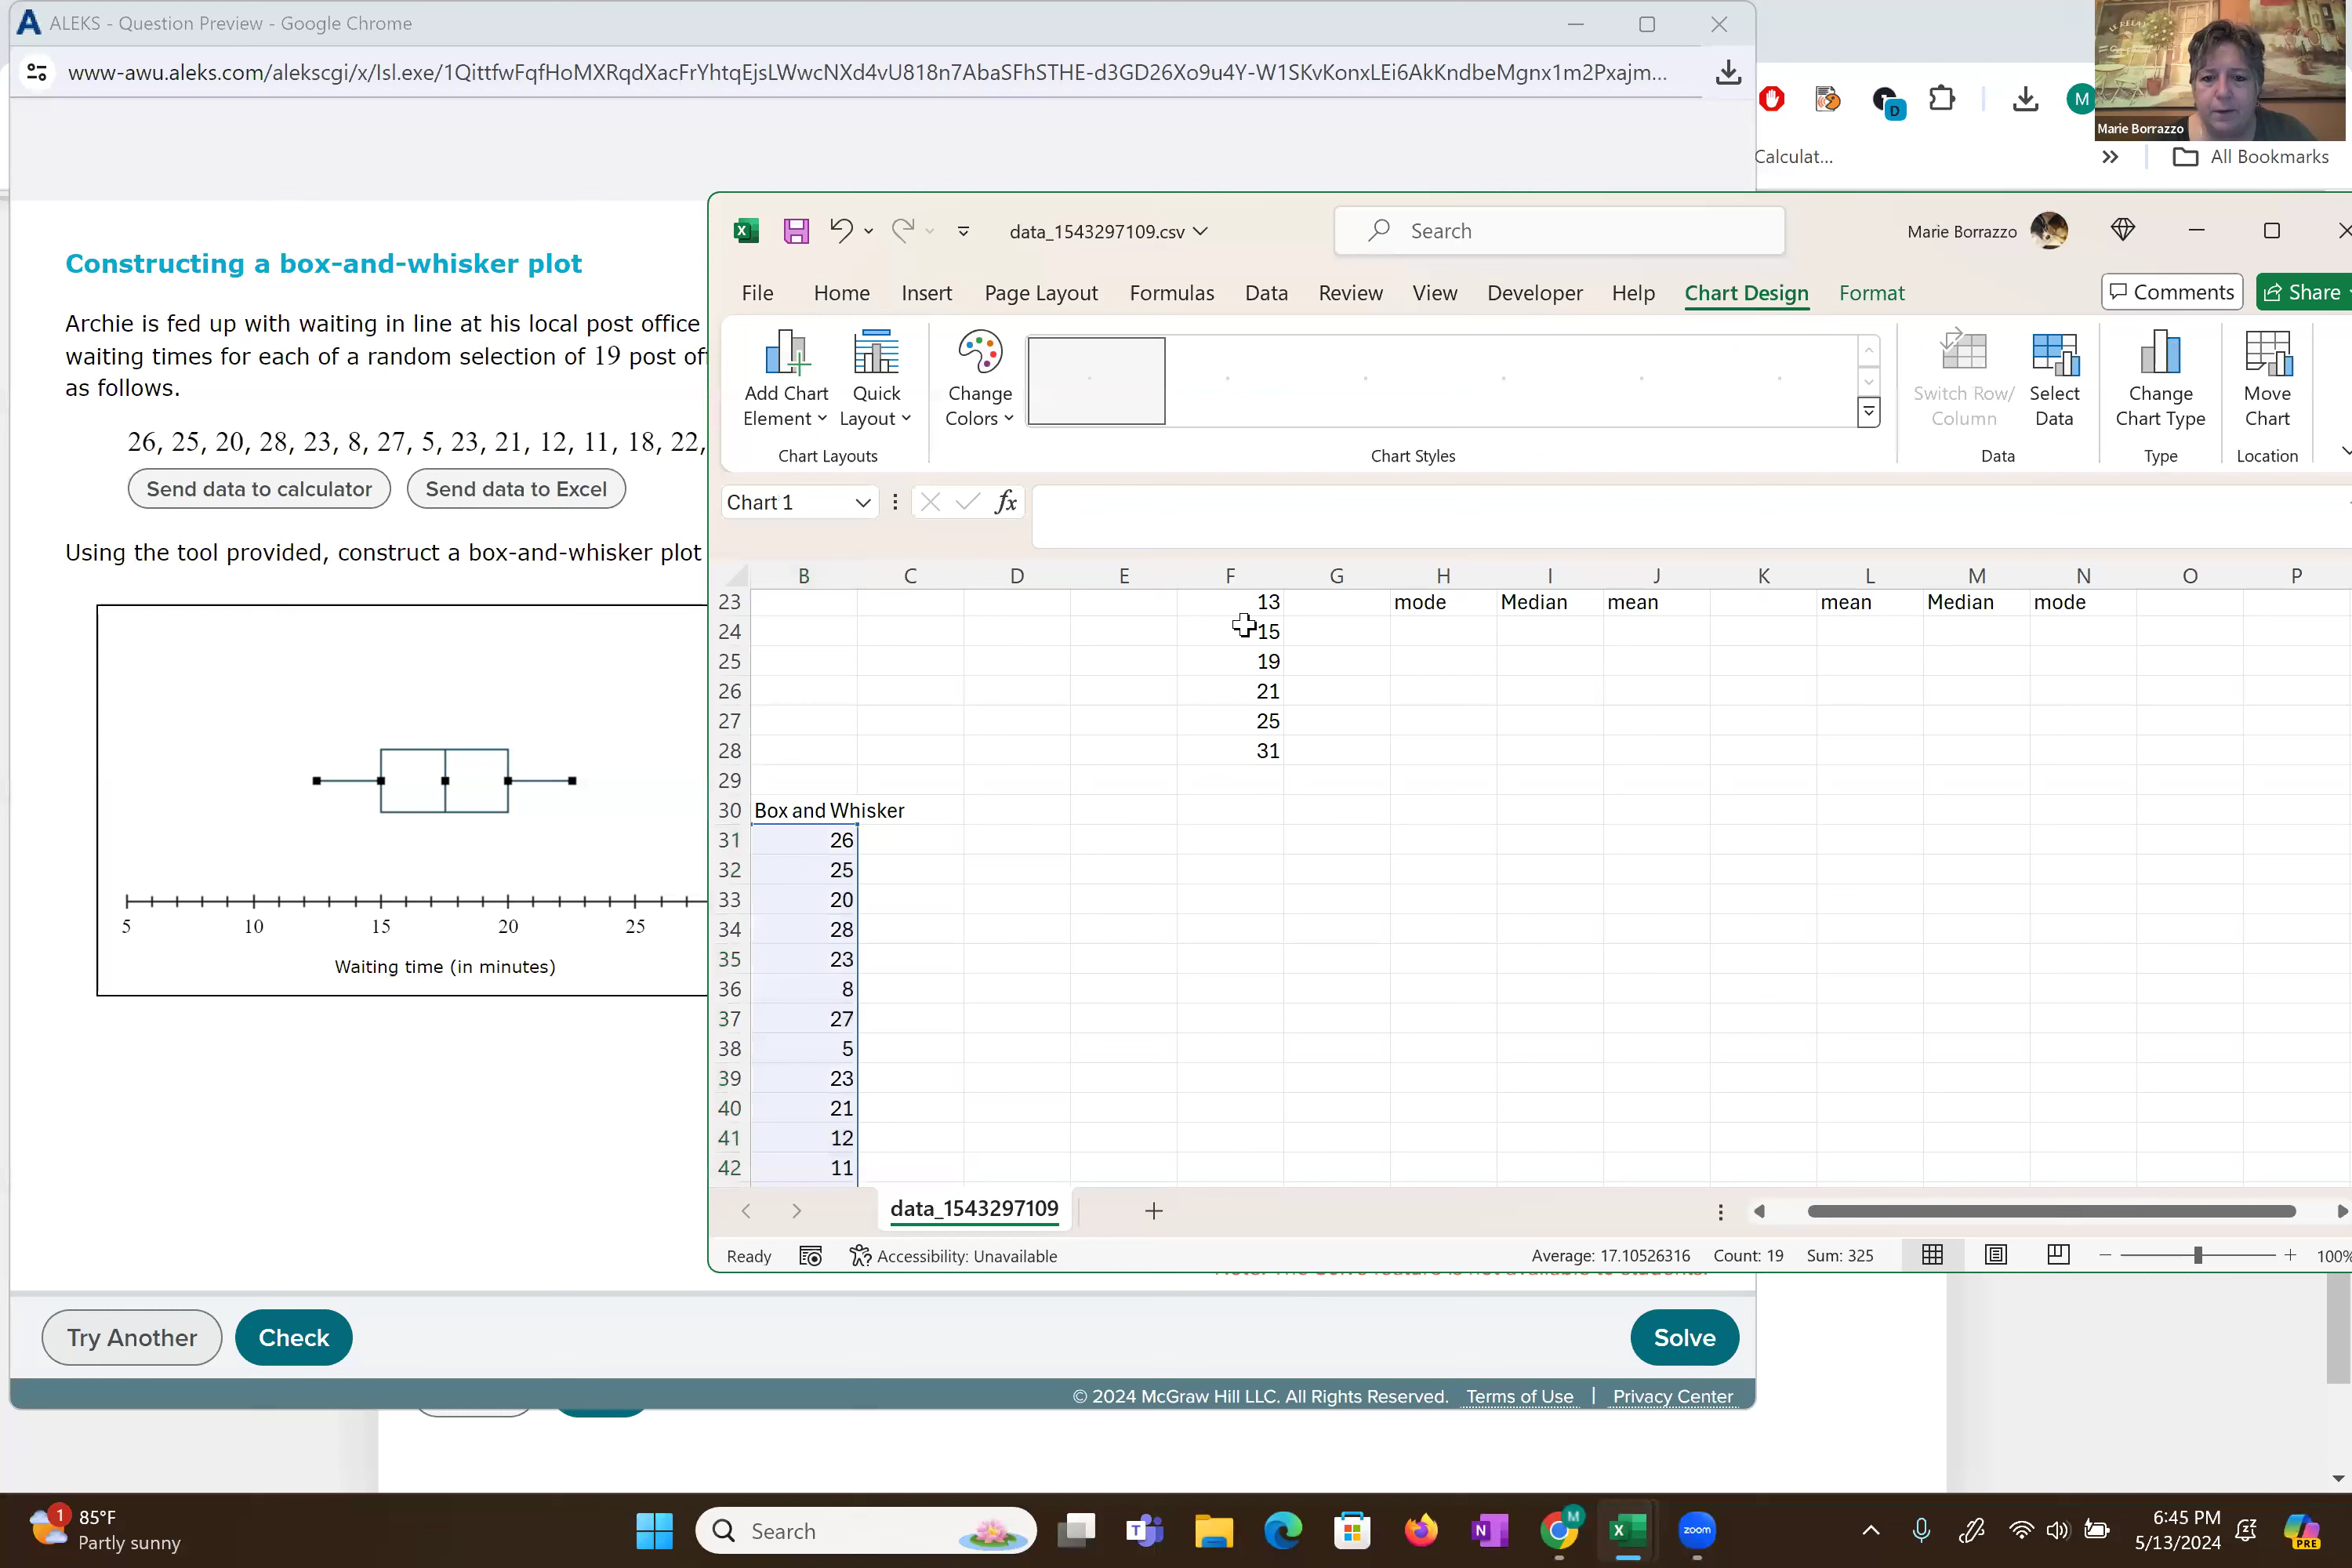 ALEKS - Question Preview - Google Chrome
www-awu.aleks.com/alekscgi/x/Isl.exe/1QittfwFqfHoMXRqdXacFrYhtqEjsLWwcNXd4vU818n7AbaSFhSTHE-d3GD26Xo9u4Y-W1SKvKonxLEi6AkKndbeMgnx1m2Pxajm...
D
M
Marie Borrazzo
Calculat...
All Bookmarks
Constructing a box-and-whisker plot
Archie is fed up with waiting in line at his local post office
waiting times for each of a random selection of 19 post of
as follows.
26, 25, 20, 28, 23, 8, 27, 5, 23, 21, 12, 11, 18, 22,
Send data to calculator
Send data to Excel
Using the tool provided, construct a box-and-whisker plot
5 10 15 20 25
Waiting time (in minutes)
data_1543297109.csv
Search
Marie Borrazzo
File Home Insert Page Layout Formulas Data Review View Developer Help Chart Design Format
Comments
Share
Add Chart Element
Quick Layout
Chart Layouts
Change Colors
Chart Styles
Switch Row/ Column
Select Data
Data
Change Chart Type
Type
Move Chart
Location
Chart 1
fx
B C D E F G H I J K L M N O P
23 13 mode Median mean mean Median mode
24 15
25 19
26 21
27 25
28 31
29
30 Box and Whisker
31 26
32 25
33 20
34 28
35 23
36 8
37 27
38 5
39 23
40 21
41 12
42 11
data_1543297109
Ready
Accessibility: Unavailable
Average: 17.10526316 Count: 19 Sum: 325
100%
Try Another
Check
Solve
© 2024 McGraw Hill LLC. All Rights Reserved. Terms of Use | Privacy Center
1
85°F
Partly sunny
Search
T
N
M
X
zoom
6:45 PM
5/13/2024
PRE